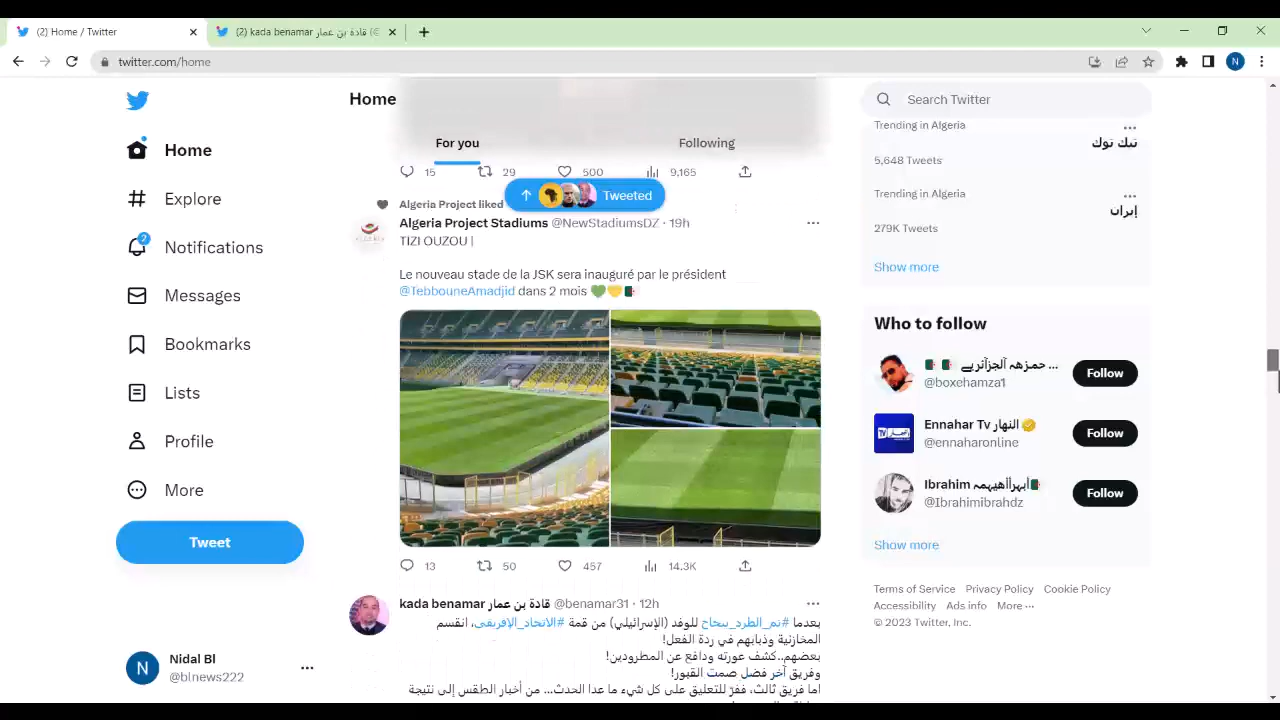 (2) Home / Twitter
(2) kada benamar قادة بن عمار
twitter.com/home
N
Home
Explore
2
Notifications
Messages
Bookmarks
Lists
Profile
More
Tweet
N
Nidal Bl
@blnews222
Home
For you
Following
15
29
500
9,165
Tweeted
Algeria Project liked
Algeria Project Stadiums @NewStadiumsDZ · 19h
TIZI OUZOU |
Le nouveau stade de la JSK sera inauguré par le président
@TebbouneAmadjid dans 2 mois 💚💛🇩🇿
13
50
457
14.3K
kada benamar قادة بن عمار @benamar31 · 12h
بعدما #تم_الطرد_بنجاح للوفد (الإسرائيلي) من قمة #الاتحاد_الإفريقي، انقسم
المخازنية وذبابهم في ردة الفعل!
بعضهم..كشف عورته ودافع عن المطرودين!
وفريق آخر فضل صمت القبور!
اما فريق ثالث، ففرّ للتعليق على كل شيء ما عدا الحدث... من أخبار الطقس إلى نتيجة
Search Twitter
Trending in Algeria
تيك توك
5,648 Tweets
Trending in Algeria
إيران
279K Tweets
Show more
Who to follow
@boxehamza1
Follow
Ennahar Tv النهار
@ennaharonline
Follow
Ibrahim
@Ibrahimibrahdz
Follow
Show more
Terms of Service Privacy Policy Cookie Policy
Accessibility Ads info More ···
© 2023 Twitter, Inc.